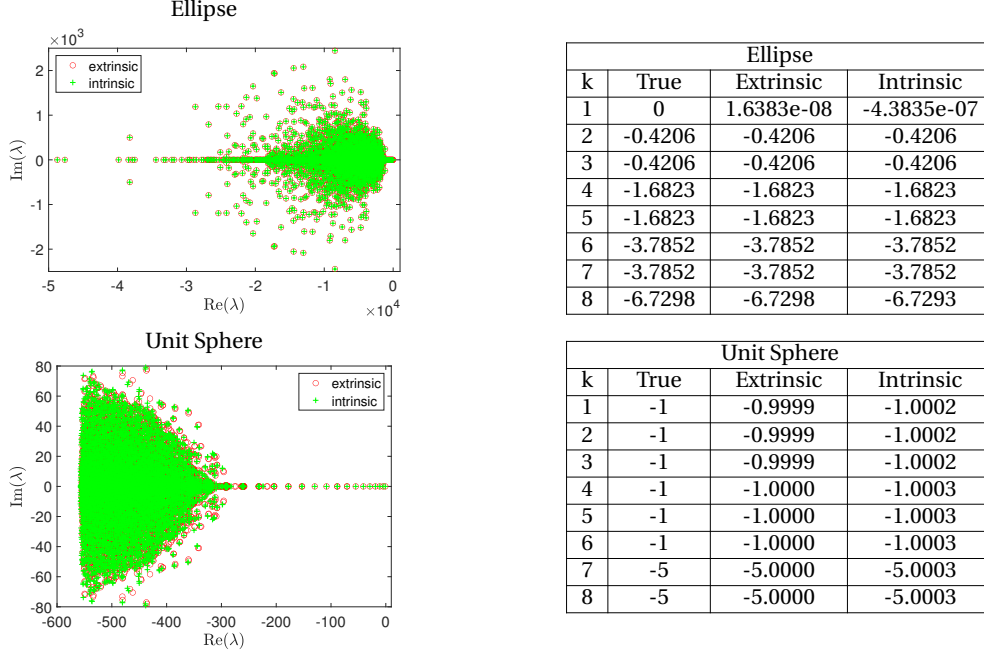 Ellipse
×10³
extrinsic
intrinsic
2
1
0
-1
-2
Im(λ)
-5 -4 -3 -2 -1 0
Re(λ)
×10⁴
Ellipse
k True Extrinsic Intrinsic
1 0 1.6383e-08 -4.3835e-07
2 -0.4206 -0.4206 -0.4206
3 -0.4206 -0.4206 -0.4206
4 -1.6823 -1.6823 -1.6823
5 -1.6823 -1.6823 -1.6823
6 -3.7852 -3.7852 -3.7852
7 -3.7852 -3.7852 -3.7852
8 -6.7298 -6.7298 -6.7293
Unit Sphere
extrinsic
intrinsic
80
60
40
20
0
-20
-40
-60
-80
Im(λ)
-600 -500 -400 -300 -200 -100 0
Re(λ)
Unit Sphere
k True Extrinsic Intrinsic
1 -1 -0.9999 -1.0002
2 -1 -0.9999 -1.0002
3 -1 -0.9999 -1.0002
4 -1 -1.0000 -1.0003
5 -1 -1.0000 -1.0003
6 -1 -1.0000 -1.0003
7 -5 -5.0000 -5.0003
8 -5 -5.0000 -5.0003